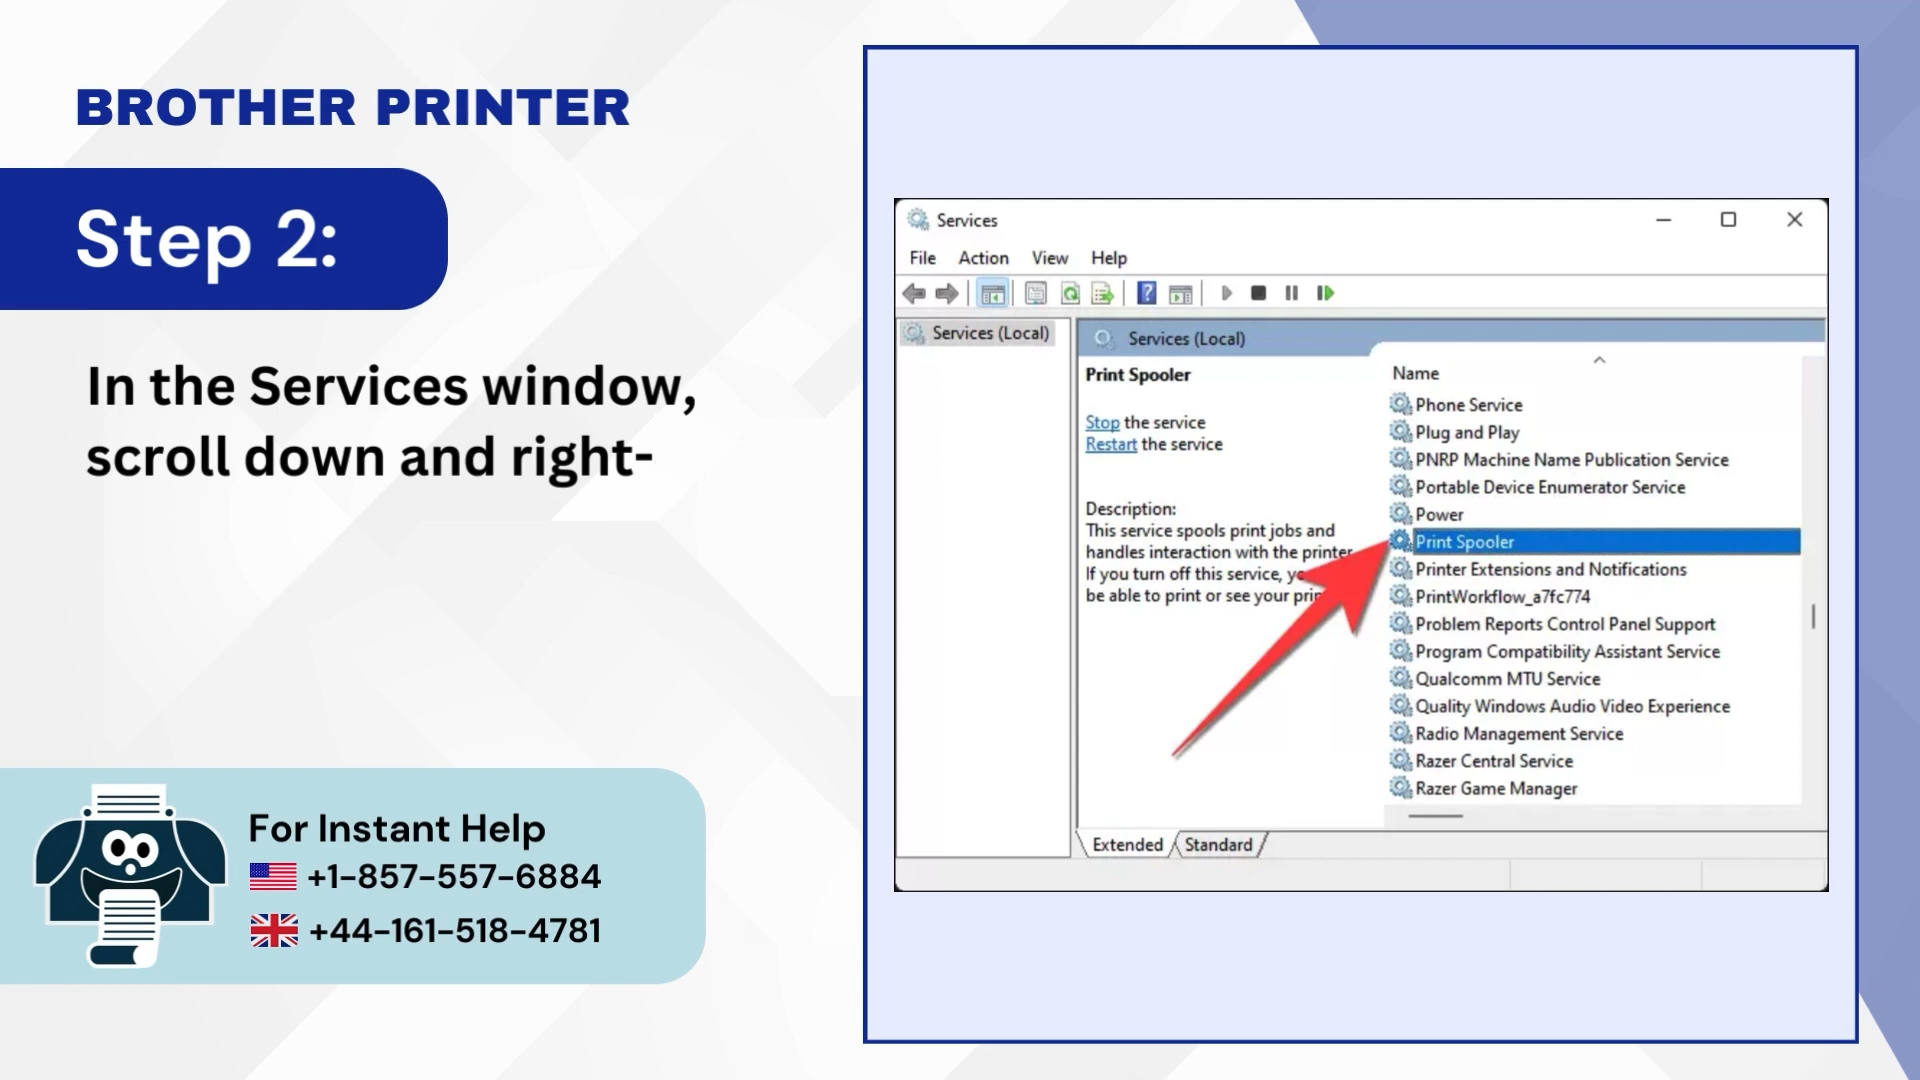 BROTHER PRINTER
Step 2:
In the Services window,
scroll down and right-
For Instant Help
+1-857-557-6884
+44-161-518-4781
Services
File Action View Help
Services (Local)
Services (Local)
Print Spooler
Stop the service
Restart the service
Description:
This service spools print jobs and
handles interaction with the printer
If you turn off this service,
be able to print or see your
Name
Phone Service
Plug and Play
PNRP Machine Name Publication Service
Portable Device Enumerator Service
Power
Print Spooler
Printer Extensions and Notifications
PrintWorkflow_a7fc774
Problem Reports Control Panel Support
Program Compatibility Assistant Service
Qualcomm MTU Service
Quality Windows Audio Video Experience
Radio Management Service
Razer Central Service
Razer Game Manager
Extended Standard